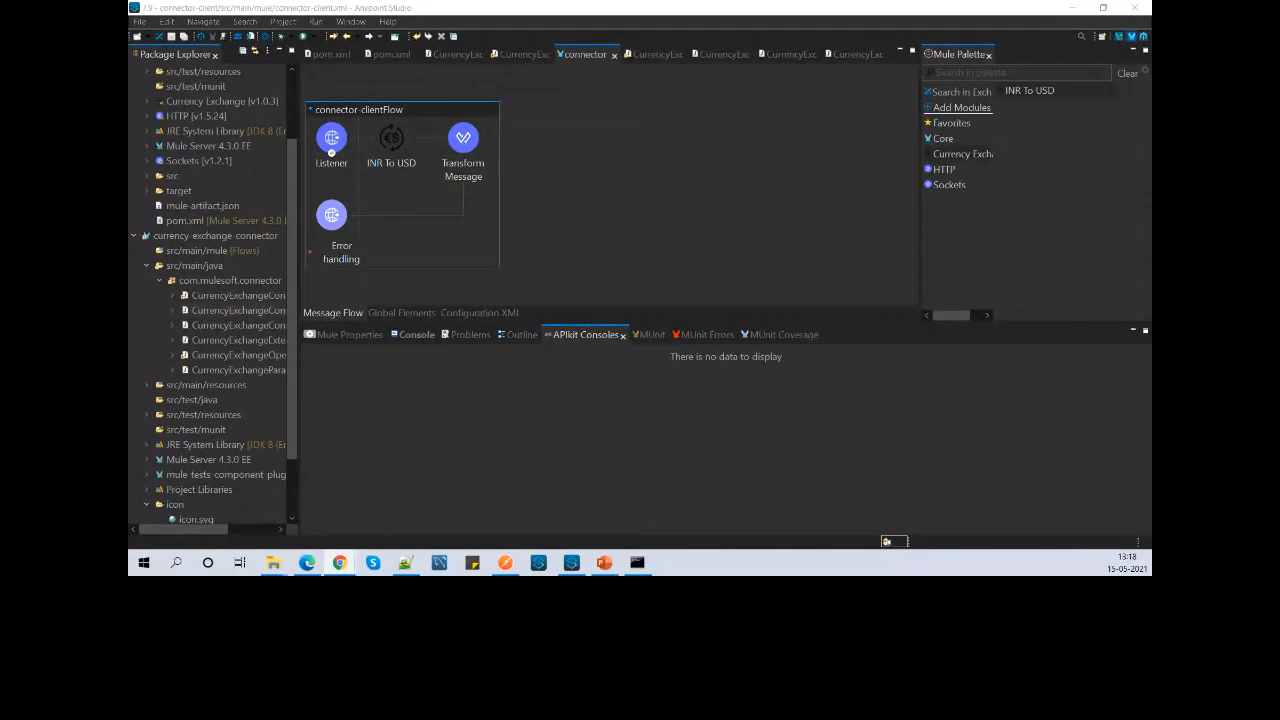 7.9 - connector-client/src/main/mule/connector-client.xml - Anypoint Studio
File Edit Navigate Search Project Run Window Help
Package Explorer
pom.xml
pom.xml
CurrencyExc
CurrencyExc
connector
CurrencyExc
CurrencyExc
CurrencyExc
CurrencyExc
Mule Palette
src/test/resources
src/test/munit
Currency Exchange [v1.0.3]
HTTP [v1.5.24]
JRE System Library [JDK 8 (E
Mule Server 4.3.0 EE
Sockets [v1.2.1]
src
target
mule-artifact.json
pom.xml [Mule Server 4.3.0 E
currency-exchange-connector
src/main/mule (Flows)
src/main/java
com.mulesoft.connector
CurrencyExchangeCon
CurrencyExchangeCon
CurrencyExchangeCon
CurrencyExchangeExte
CurrencyExchangeOpe
CurrencyExchangePara
src/main/resources
src/test/java
src/test/resources
src/test/munit
JRE System Library [JDK 8 (E
Mule Server 4.3.0 EE
mule-tests-component-plug
Project Libraries
icon
icon.svg
connector-clientFlow
Listener
INR To USD
Transform
Message
Error
handling
Message Flow Global Elements Configuration XML
Mule Properties Console Problems Outline APIkit Consoles MUnit MUnit Errors MUnit Coverage
There is no data to display
Search in palette
Clear
Search in Exch
INR To USD
Add Modules
Favorites
Core
Currency Exch
HTTP
Sockets
13:18
15-05-2021